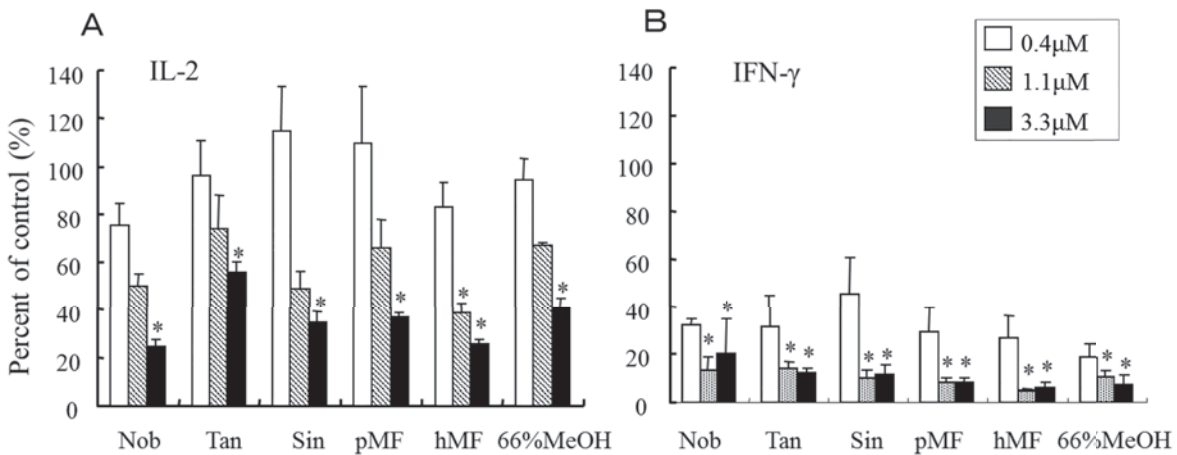 A
IL-2
Percent of control (%)
140
120
100
80
60
40
20
0
*
*
*
*
*
*
*
Nob Tan Sin pMF hMF 66%MeOH
B
IFN-γ
0.4μM
1.1μM
3.3μM
140
120
100
80
60
40
20
0
* *
* *
* *
* *
* *
* *
Nob Tan Sin pMF hMF 66%MeOH